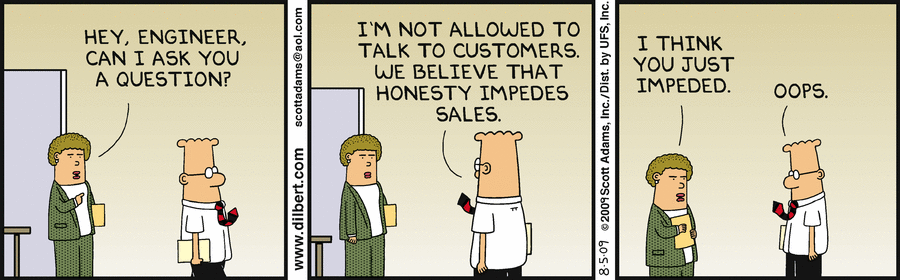 HEY, ENGINEER,
CAN I ASK YOU
A QUESTION?
www.dilbert.com scottadams@aol.com
I'M NOT ALLOWED TO
TALK TO CUSTOMERS.
WE BELIEVE THAT
HONESTY IMPEDES
SALES.
8-5-09 ©2009 Scott Adams, Inc./Dist. by UFS, Inc.
I THINK
YOU JUST
IMPEDED.
OOPS.